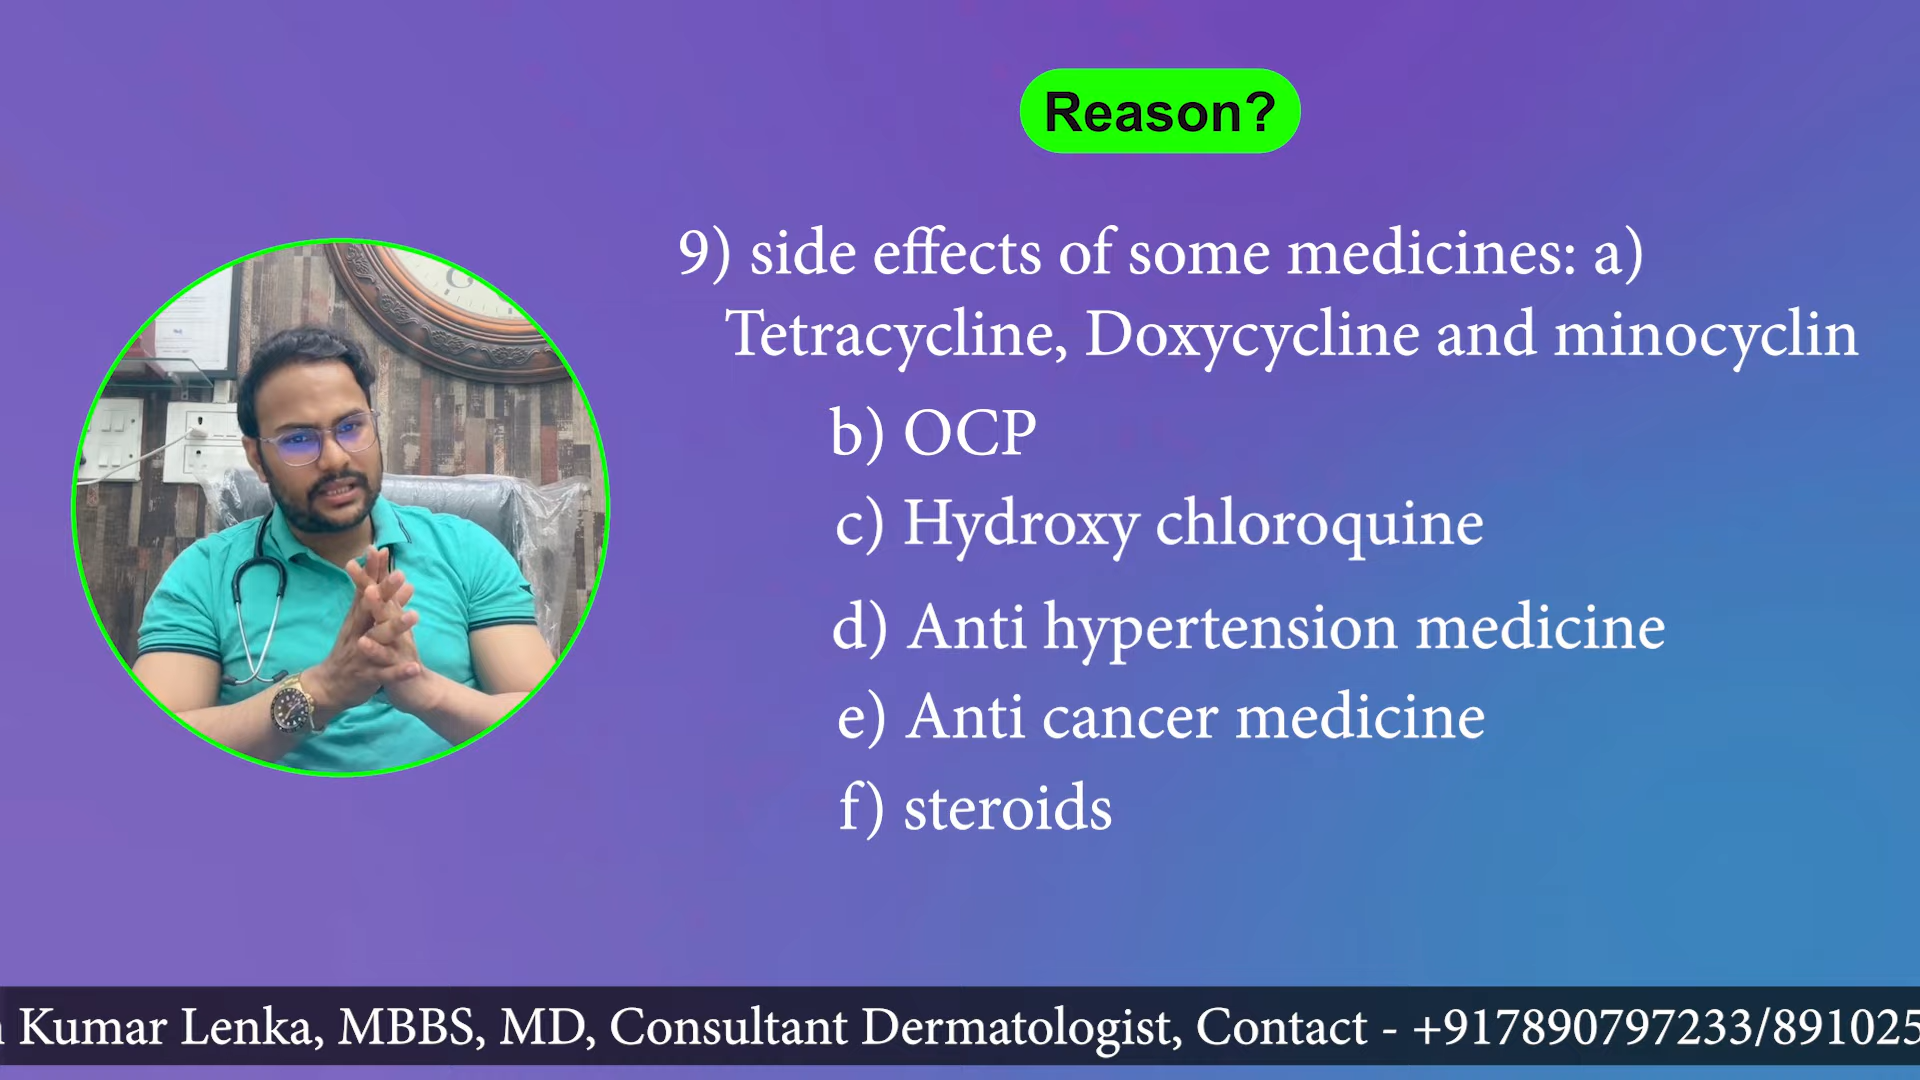 Reason?
9) side effects of some medicines: a)
Tetracycline, Doxycycline and minocyclin
b) OCP
c) Hydroxy chloroquine
d) Anti hypertension medicine
e) Anti cancer medicine
f) steroids
Kumar Lenka, MBBS, MD, Consultant Dermatologist, Contact - +917890797233/891025